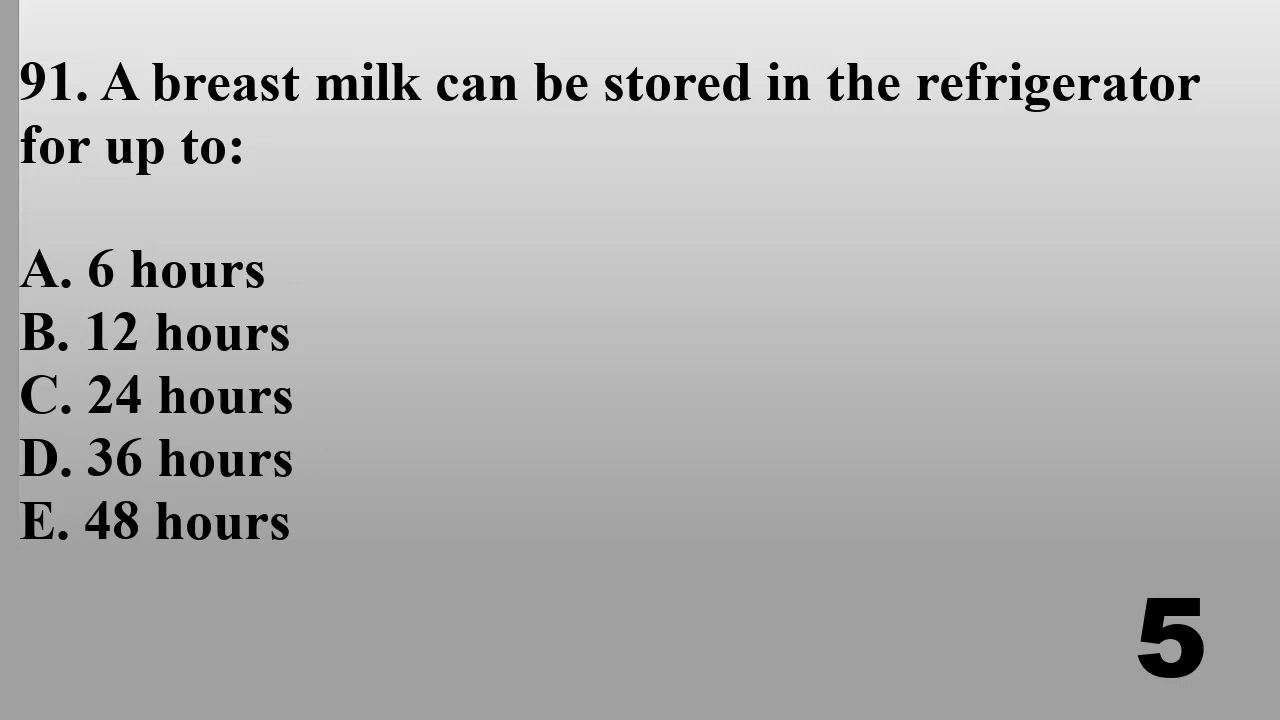 91. A breast milk can be stored in the refrigerator
for up to:
A. 6 hours
B. 12 hours
C. 24 hours
D. 36 hours
E. 48 hours
5